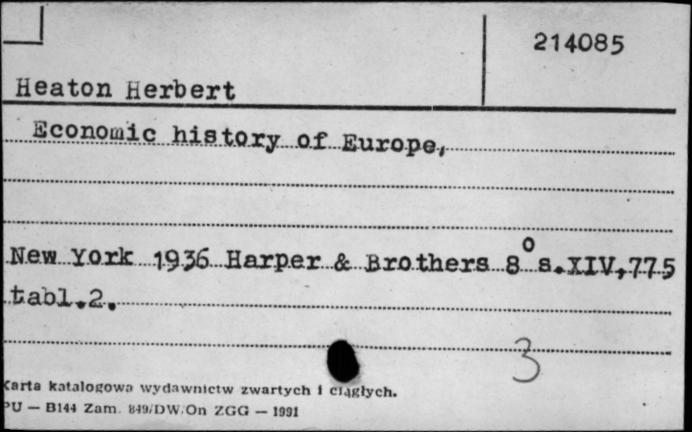 214085
Heaton Herbert
Economic history of Europe,
New York 1936 Harper & Brothers 8° s.XIV,775
tabl.2.
3
Karta katalogowa wydawnictw zwartych i ciągłych.
PU — B144 Zam. 849/DW/On ZGG — 1991